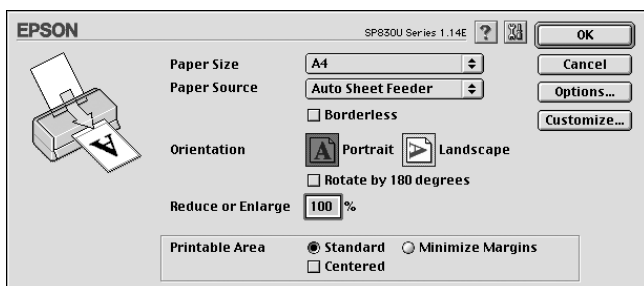 EPSON
SP830U Series 1.14E ? OK
Paper Size A4 Cancel
Paper Source Auto Sheet Feeder Options...
Borderless Customize...
Orientation A Portrait A Landscape
Rotate by 180 degrees
Reduce or Enlarge 100 %
Printable Area Standard Minimize Margins
Centered
A